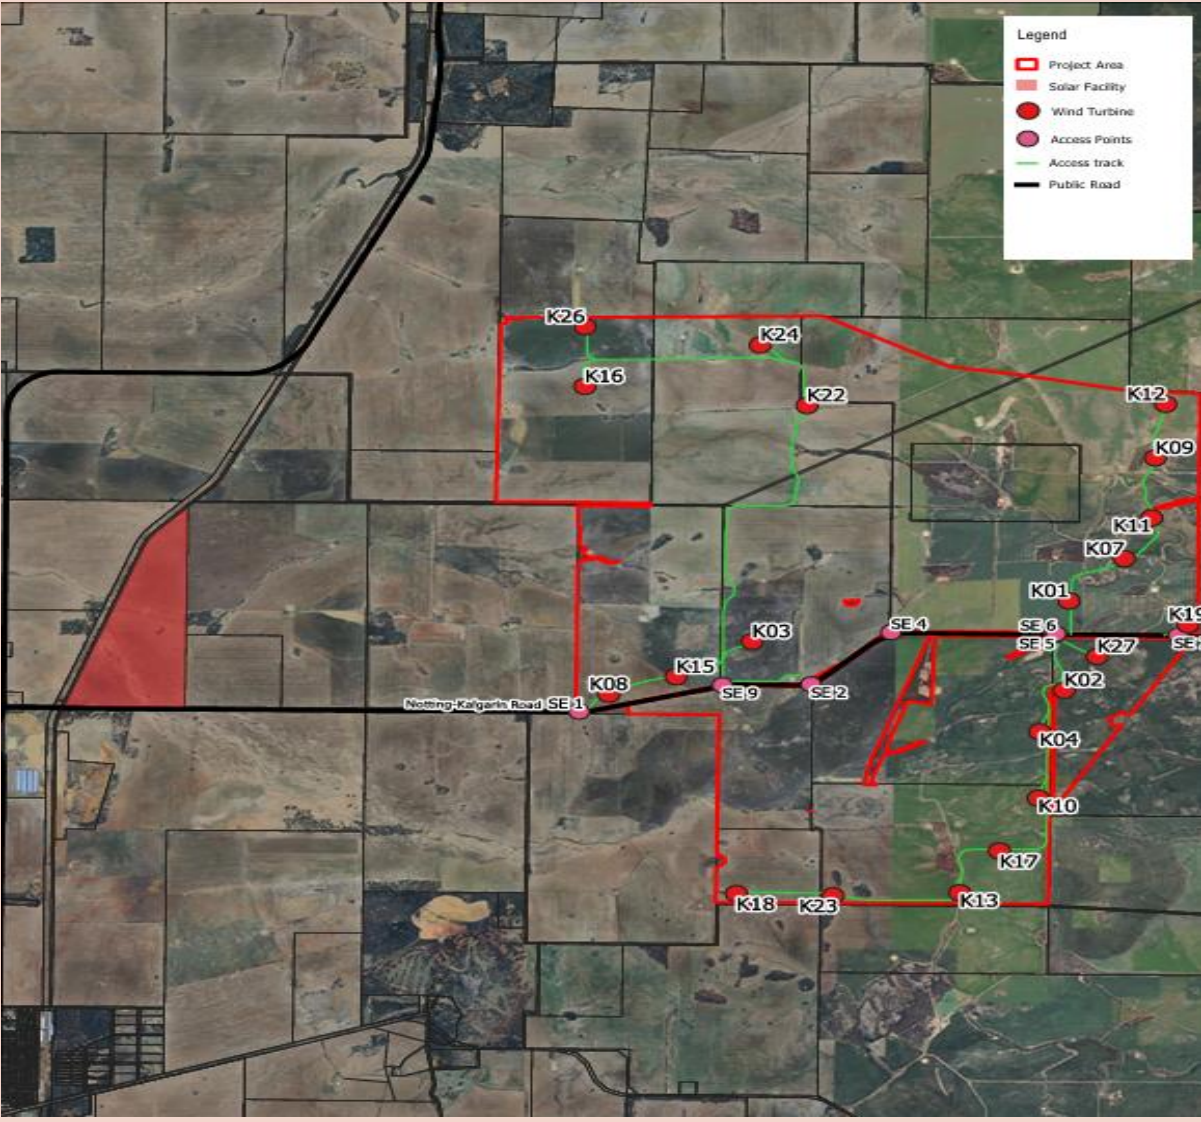 Legend
Project Area
Solar Facility
Wind Turbine
Access Points
Access track
Public Road
K26
K24
K16
K22
K12
K09
K11
K07
K01
K19
SE 4
SE 6
SE 5
SE
K03
K27
K15
K02
K08
SE 9
SE 2
Notting-Kalgarin Road
SE 1
K04
K10
K17
K18
K23
K13